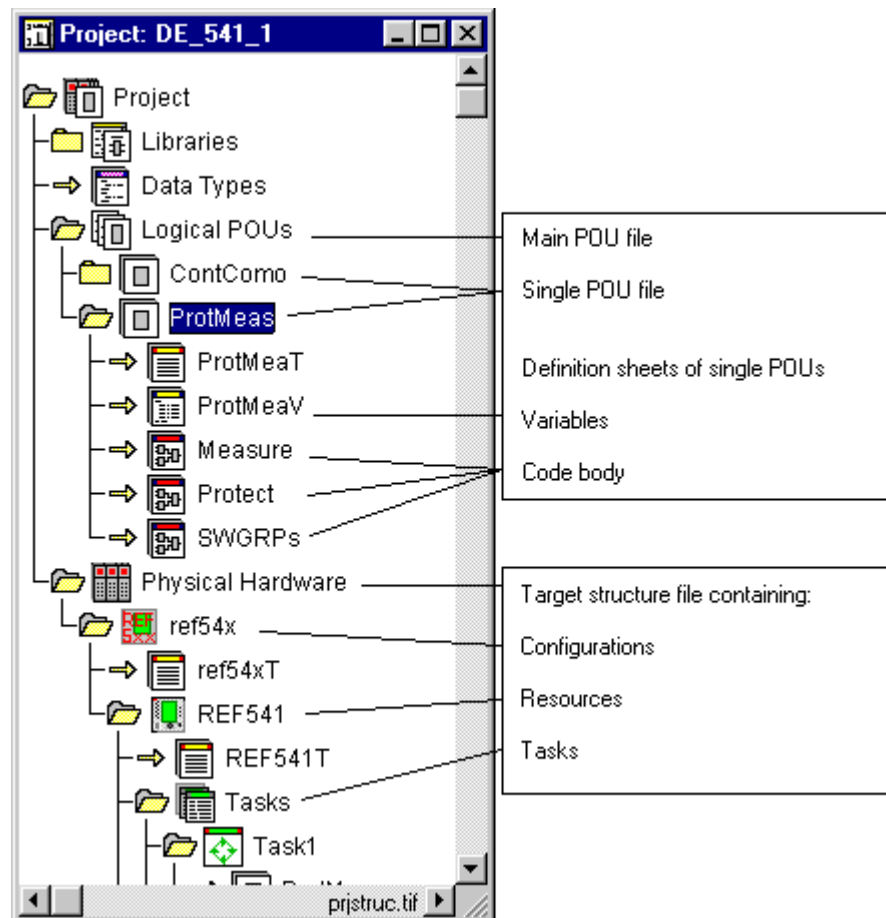 Project: DE_541_1
Project
Libraries
Data Types
Logical POUs
ContComo
ProtMeas
ProtMeaT
ProtMeaV
Measure
Protect
SWGRPs
Physical Hardware
ref54x
ref54xT
REF541
REF541T
Tasks
Task1
prjstruc.tif
Main POU file
Single POU file
Definition sheets of single POUs
Variables
Code body
Target structure file containing:
Configurations
Resources
Tasks